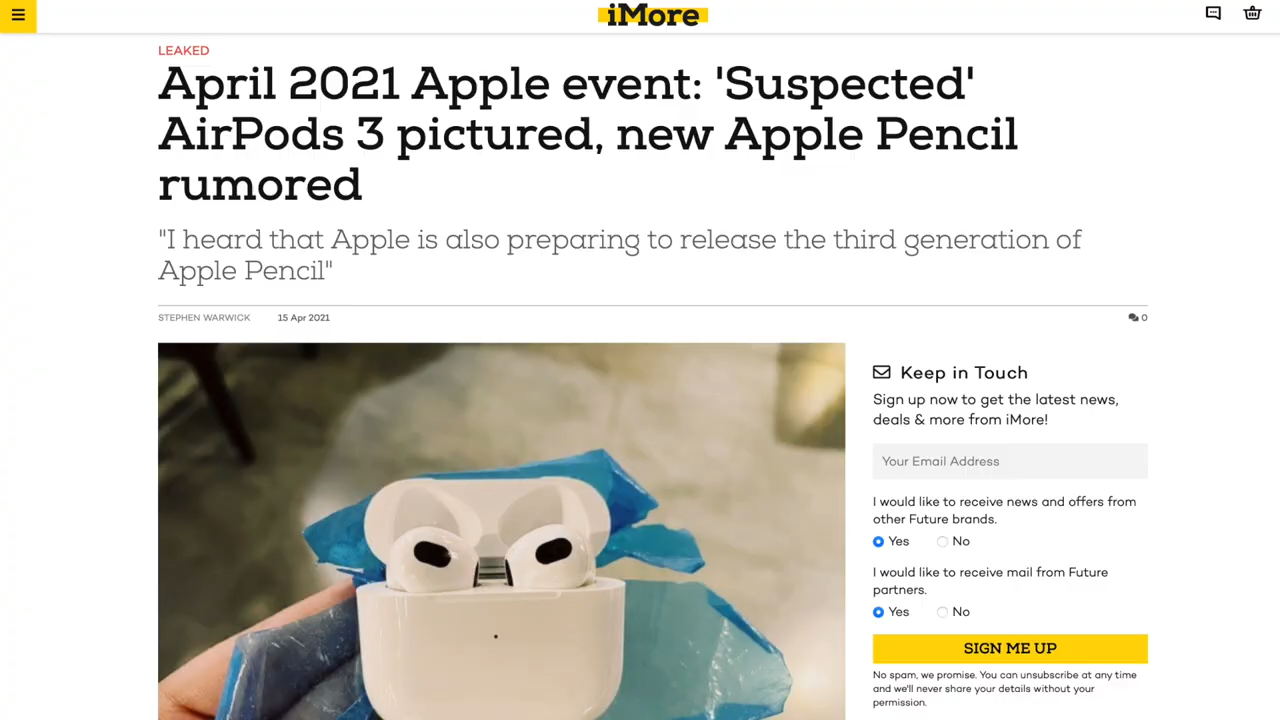 iMore
LEAKED
April 2021 Apple event: 'Suspected'
AirPods 3 pictured, new Apple Pencil
rumored
"I heard that Apple is also preparing to release the third generation of
Apple Pencil"
STEPHEN WARWICK 15 Apr 2021 0
Keep in Touch
Sign up now to get the latest news,
deals & more from iMore!
Your Email Address
I would like to receive news and offers from
other Future brands.
Yes No
I would like to receive mail from Future
partners.
Yes No
SIGN ME UP
No spam, we promise. You can unsubscribe at any time
and we'll never share your details without your
permission.